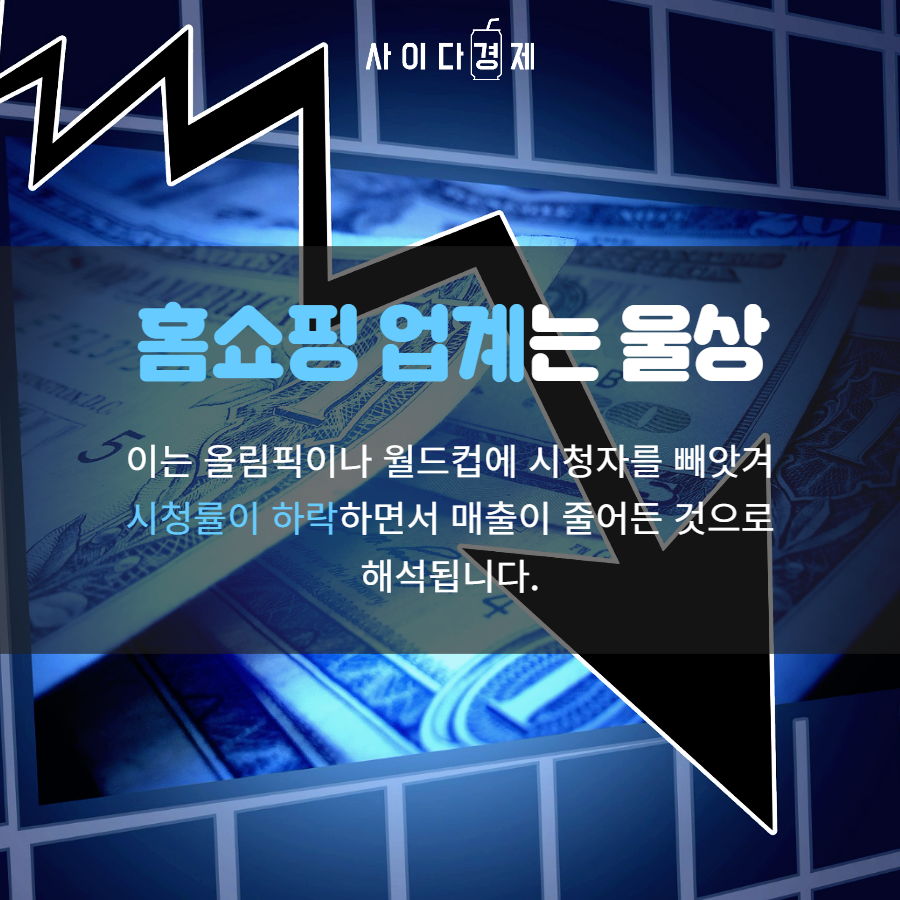 사이다경제
홈쇼핑 업계는 울상
이는 올림픽이나 월드컵에 시청자를 빼앗겨
시청률이 하락하면서 매출이 줄어든 것으로
해석됩니다.
5
4